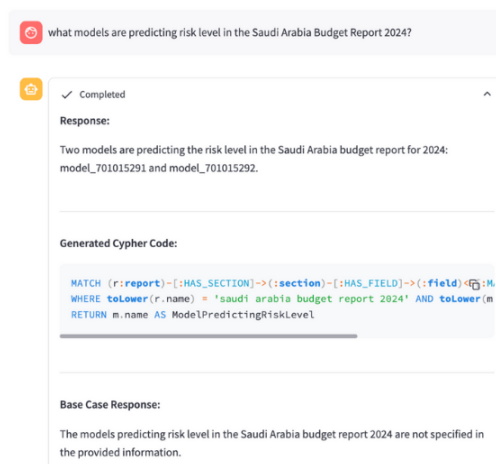 what models are predicting risk level in the Saudi Arabia Budget Report 2024?
Completed
Response:
Two models are predicting the risk level in the Saudi Arabia budget report for 2024:
model_701015291 and model_701015292.
Generated Cypher Code:
MATCH (r:report)-[:HAS_SECTION]->(:section)-[:HAS_FIELD]->(:field)<
WHERE toLower(r.name) = 'saudi arabia budget report 2024' AND toLower(m
RETURN m.name AS ModelPredictingRiskLevel
Base Case Response:
The models predicting risk level in the Saudi Arabia budget report 2024 are not specified in
the provided information.